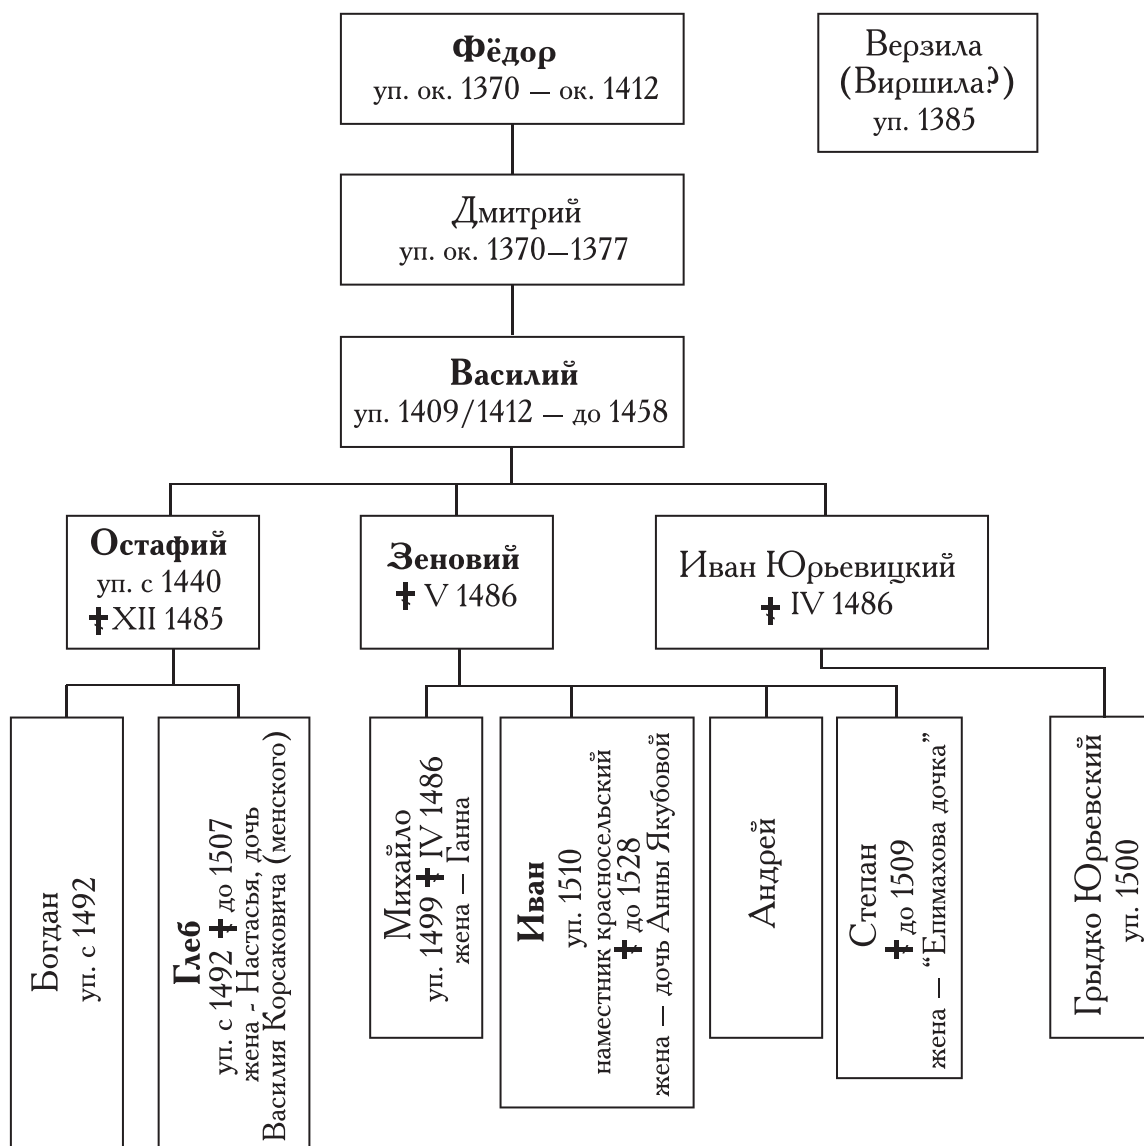 Фёдор
уп. ок. 1370 – ок. 1412
Верзила
(Виршила?)
уп. 1385
Дмитрий
уп. ок. 1370–1377
Василий
уп. 1409/1412 – до 1458
Остафий
уп. с 1440
✝XII 1485
Зеновий
✝ V 1486
Иван Юрьевицкий
✝ IV 1486
Богдан
уп. с 1492
Глеб
уп. с 1492 ✝ до 1507
жена - Настасья, дочь
Василия Корсаковича (менского)
Михайло
уп. 1499 ✝ IV 1486
жена – Ганна
Иван
уп. 1510
наместник красносельский
✝ до 1528
жена – дочь Анны Якубовой
Андрей
Степан
✝ до 1509
жена – “Епимахова дочка”
Грыдко Юрьевский
уп. 1500